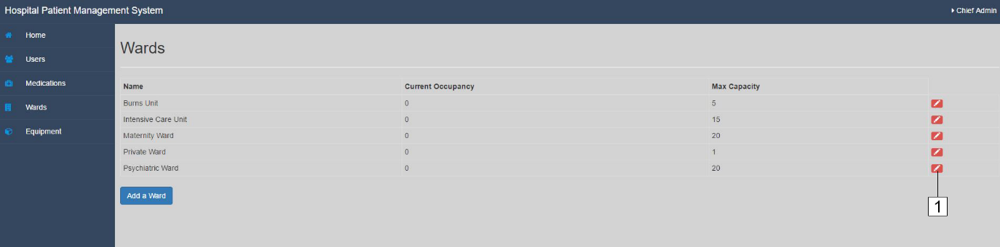 Hospital Patient Management System
Chief Admin
Home
Users
Medications
Wards
Equipment
Wards
Name Current Occupancy Max Capacity
Burns Unit 0 5
Intensive Care Unit 0 15
Maternity Ward 0 20
Private Ward 0 1
Psychiatric Ward 0 20
Add a Ward
1